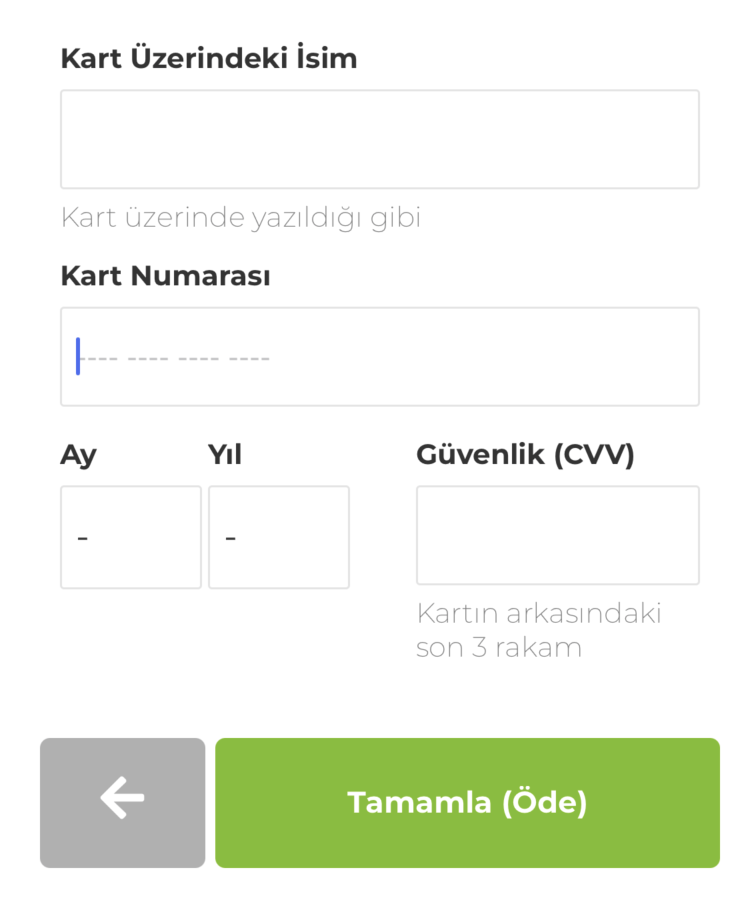 Kart Üzerindeki İsim
Kart üzerinde yazıldığı gibi
Kart Numarası
---- ---- ---- ----
Ay Yıl Güvenlik (CVV)
- -
Kartın arkasındaki
son 3 rakam
Tamamla (Öde)